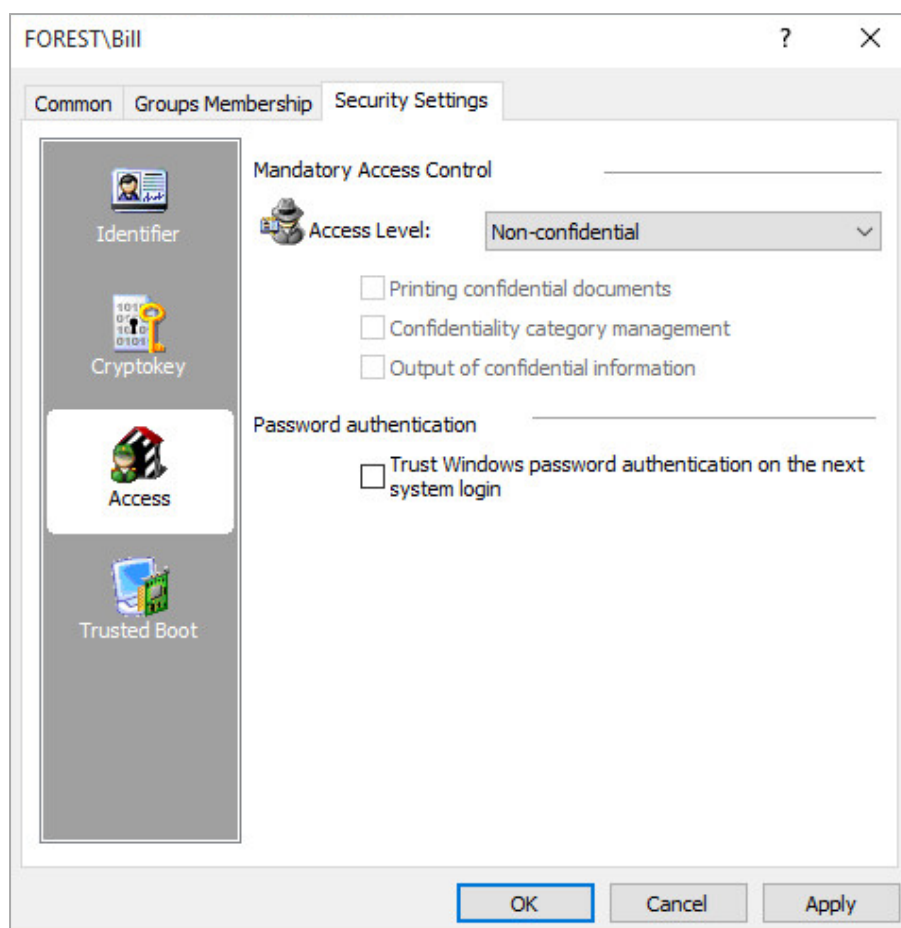 FOREST\Bill
?
Common
Groups Membership
Security Settings
Identifier
Cryptokey
Access
Trusted Boot
Mandatory Access Control
Access Level:
Non-confidential
Printing confidential documents
Confidentiality category management
Output of confidential information
Password authentication
Trust Windows password authentication on the next
system login
OK
Cancel
Apply